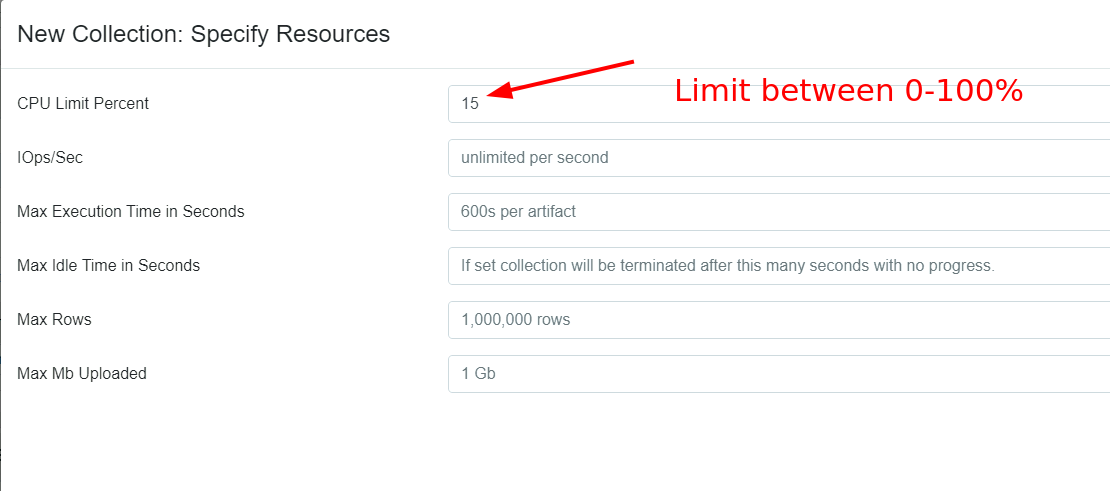 New Collection: Specify Resources
CPU Limit Percent
15
Limit between 0-100%
IOps/Sec
unlimited per second
Max Execution Time in Seconds
600s per artifact
Max Idle Time in Seconds
If set collection will be terminated after this many seconds with no progress.
Max Rows
1,000,000 rows
Max Mb Uploaded
1 Gb